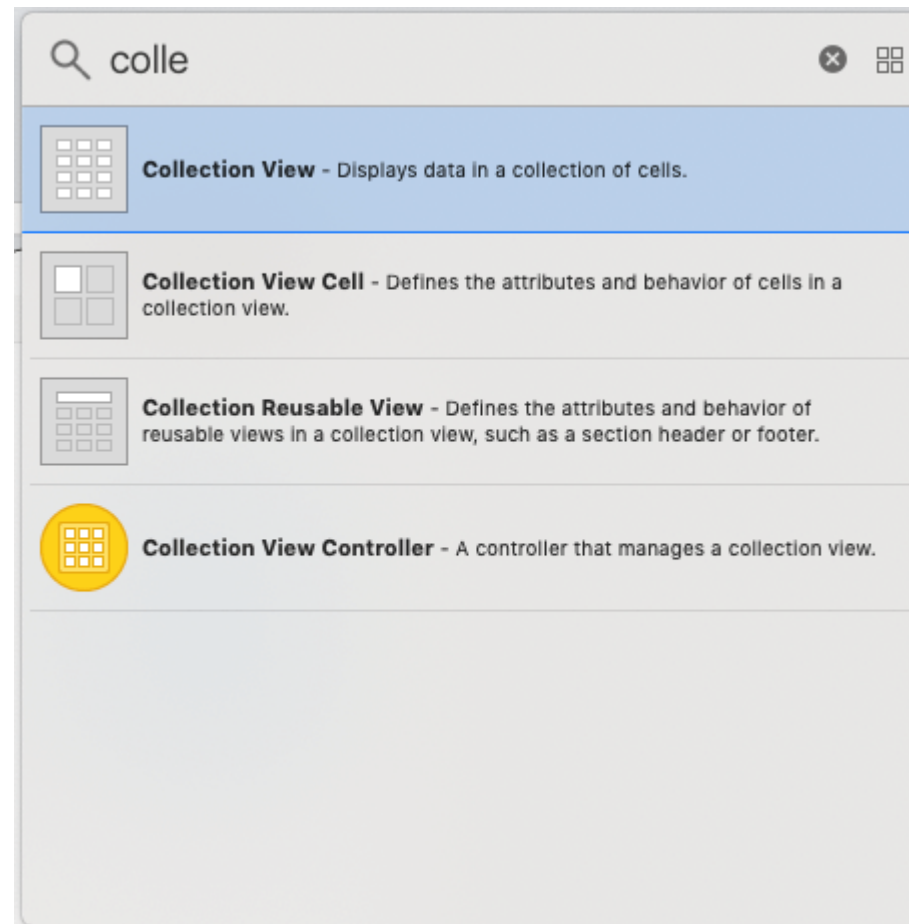 colle
Collection View - Displays data in a collection of cells.
Collection View Cell - Defines the attributes and behavior of cells in a
collection view.
Collection Reusable View - Defines the attributes and behavior of
reusable views in a collection view, such as a section header or footer.
Collection View Controller - A controller that manages a collection view.